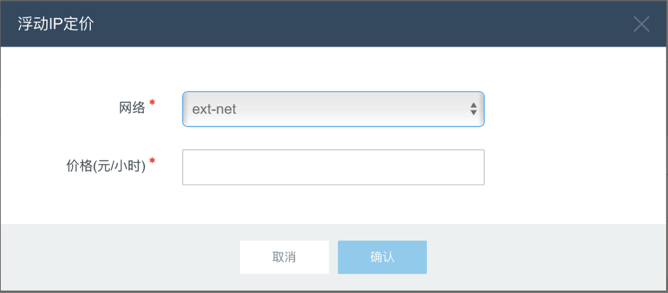 浮动IP定价
网络 *
ext-net
价格(元/小时) *
取消
确认